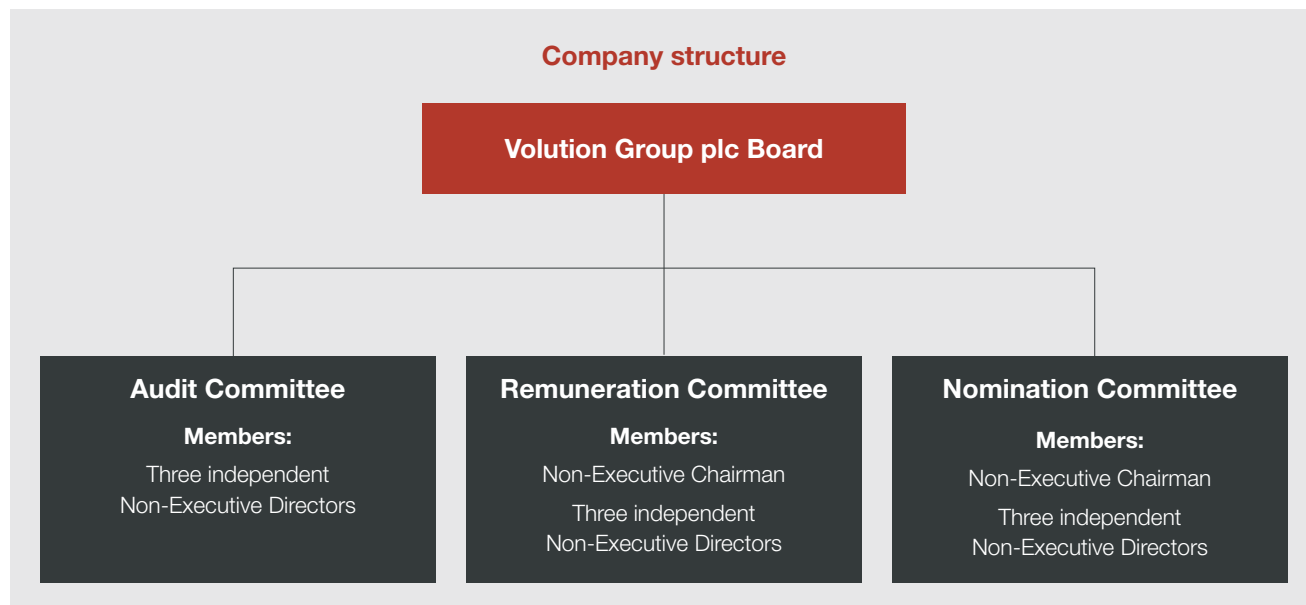 Company structure
Volution Group plc Board
Audit Committee
Members:
Three independent
Non-Executive Directors
Remuneration Committee
Members:
Non-Executive Chairman
Three independent
Non-Executive Directors
Nomination Committee
Members:
Non-Executive Chairman
Three independent
Non-Executive Directors